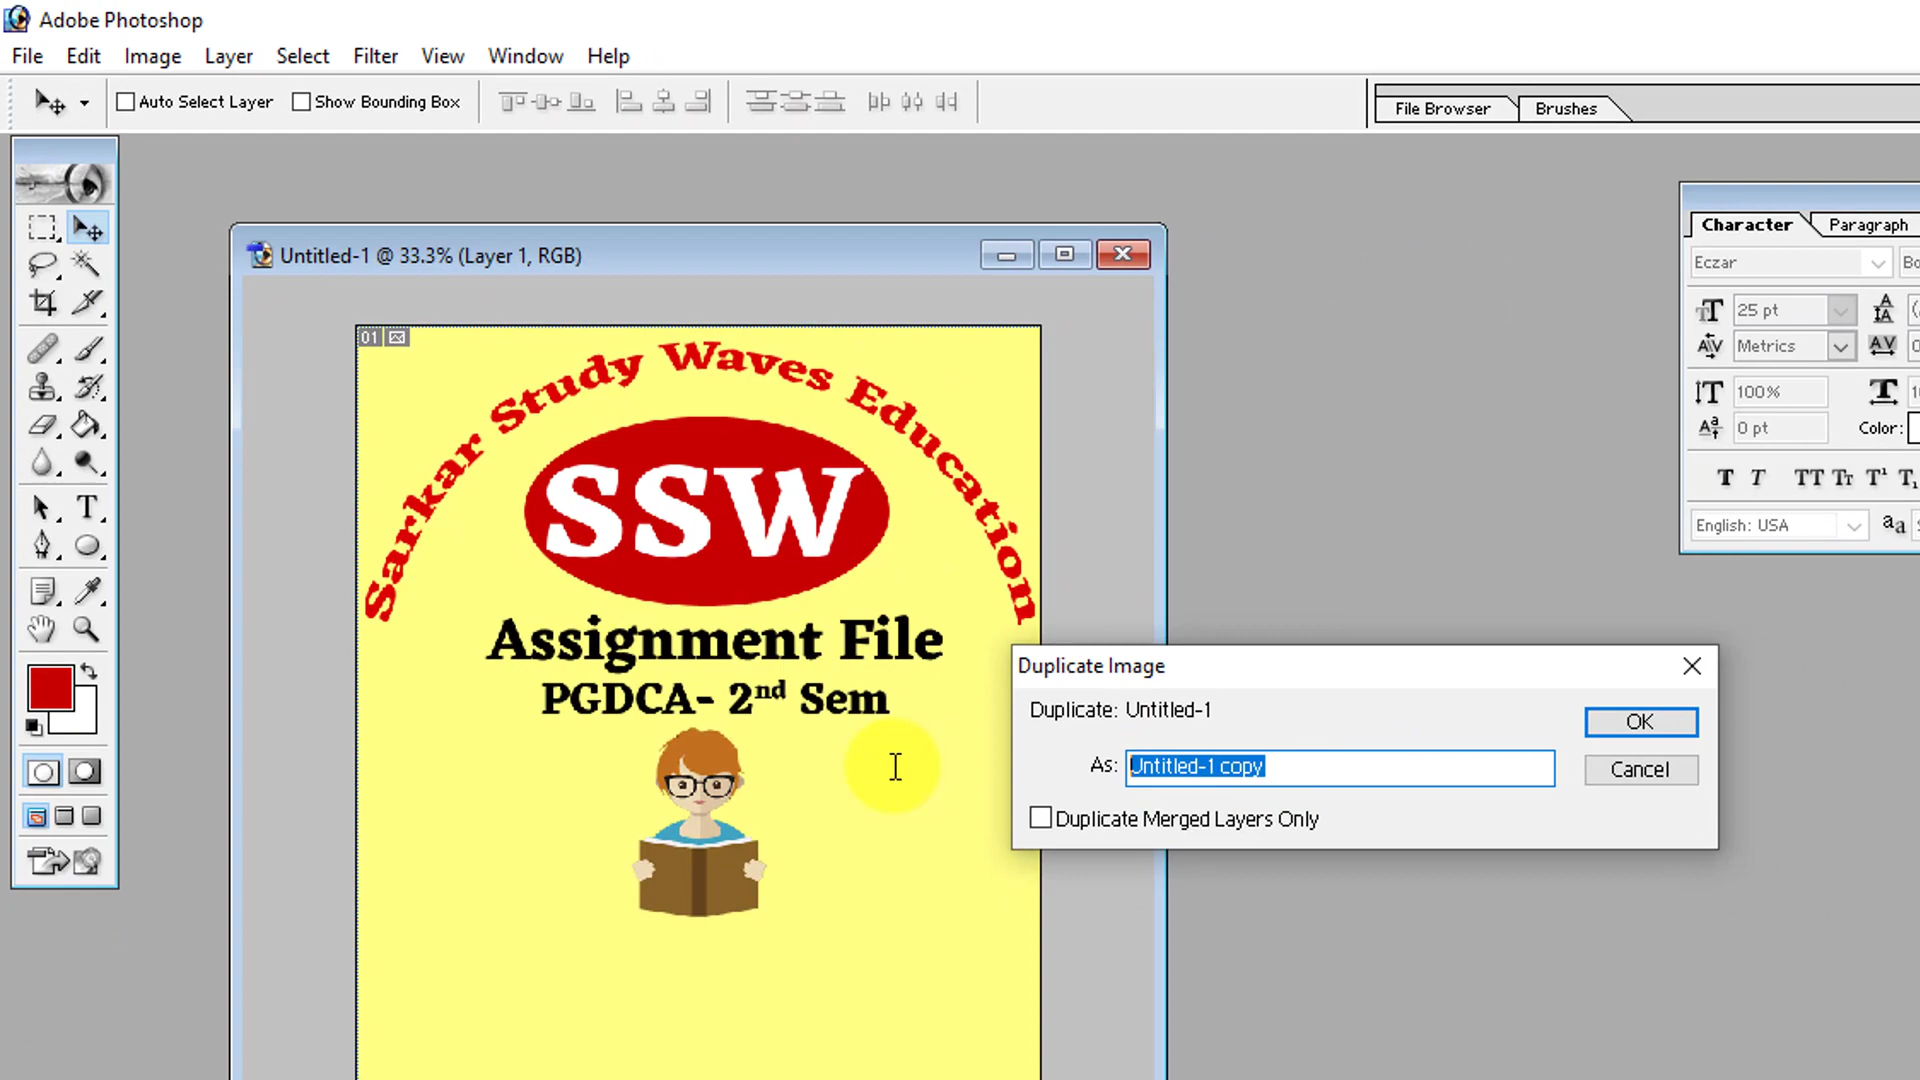 Adobe Photoshop
File Edit Image Layer Select Filter View Window Help
Auto Select Layer Show Bounding Box
File Browser Brushes
Untitled-1 @ 33.3% (Layer 1, RGB)
01
Sarkar Study Waves Education
SSW
Assignment File
PGDCA- 2nd Sem
Duplicate Image
Duplicate: Untitled-1
OK
As: Untitled-1 copy
Cancel
Duplicate Merged Layers Only
Character Paragraph
Eczar
25 pt
Metrics
100%
0 pt Color:
T T TT Tt T¹ T₁
English: USA aa